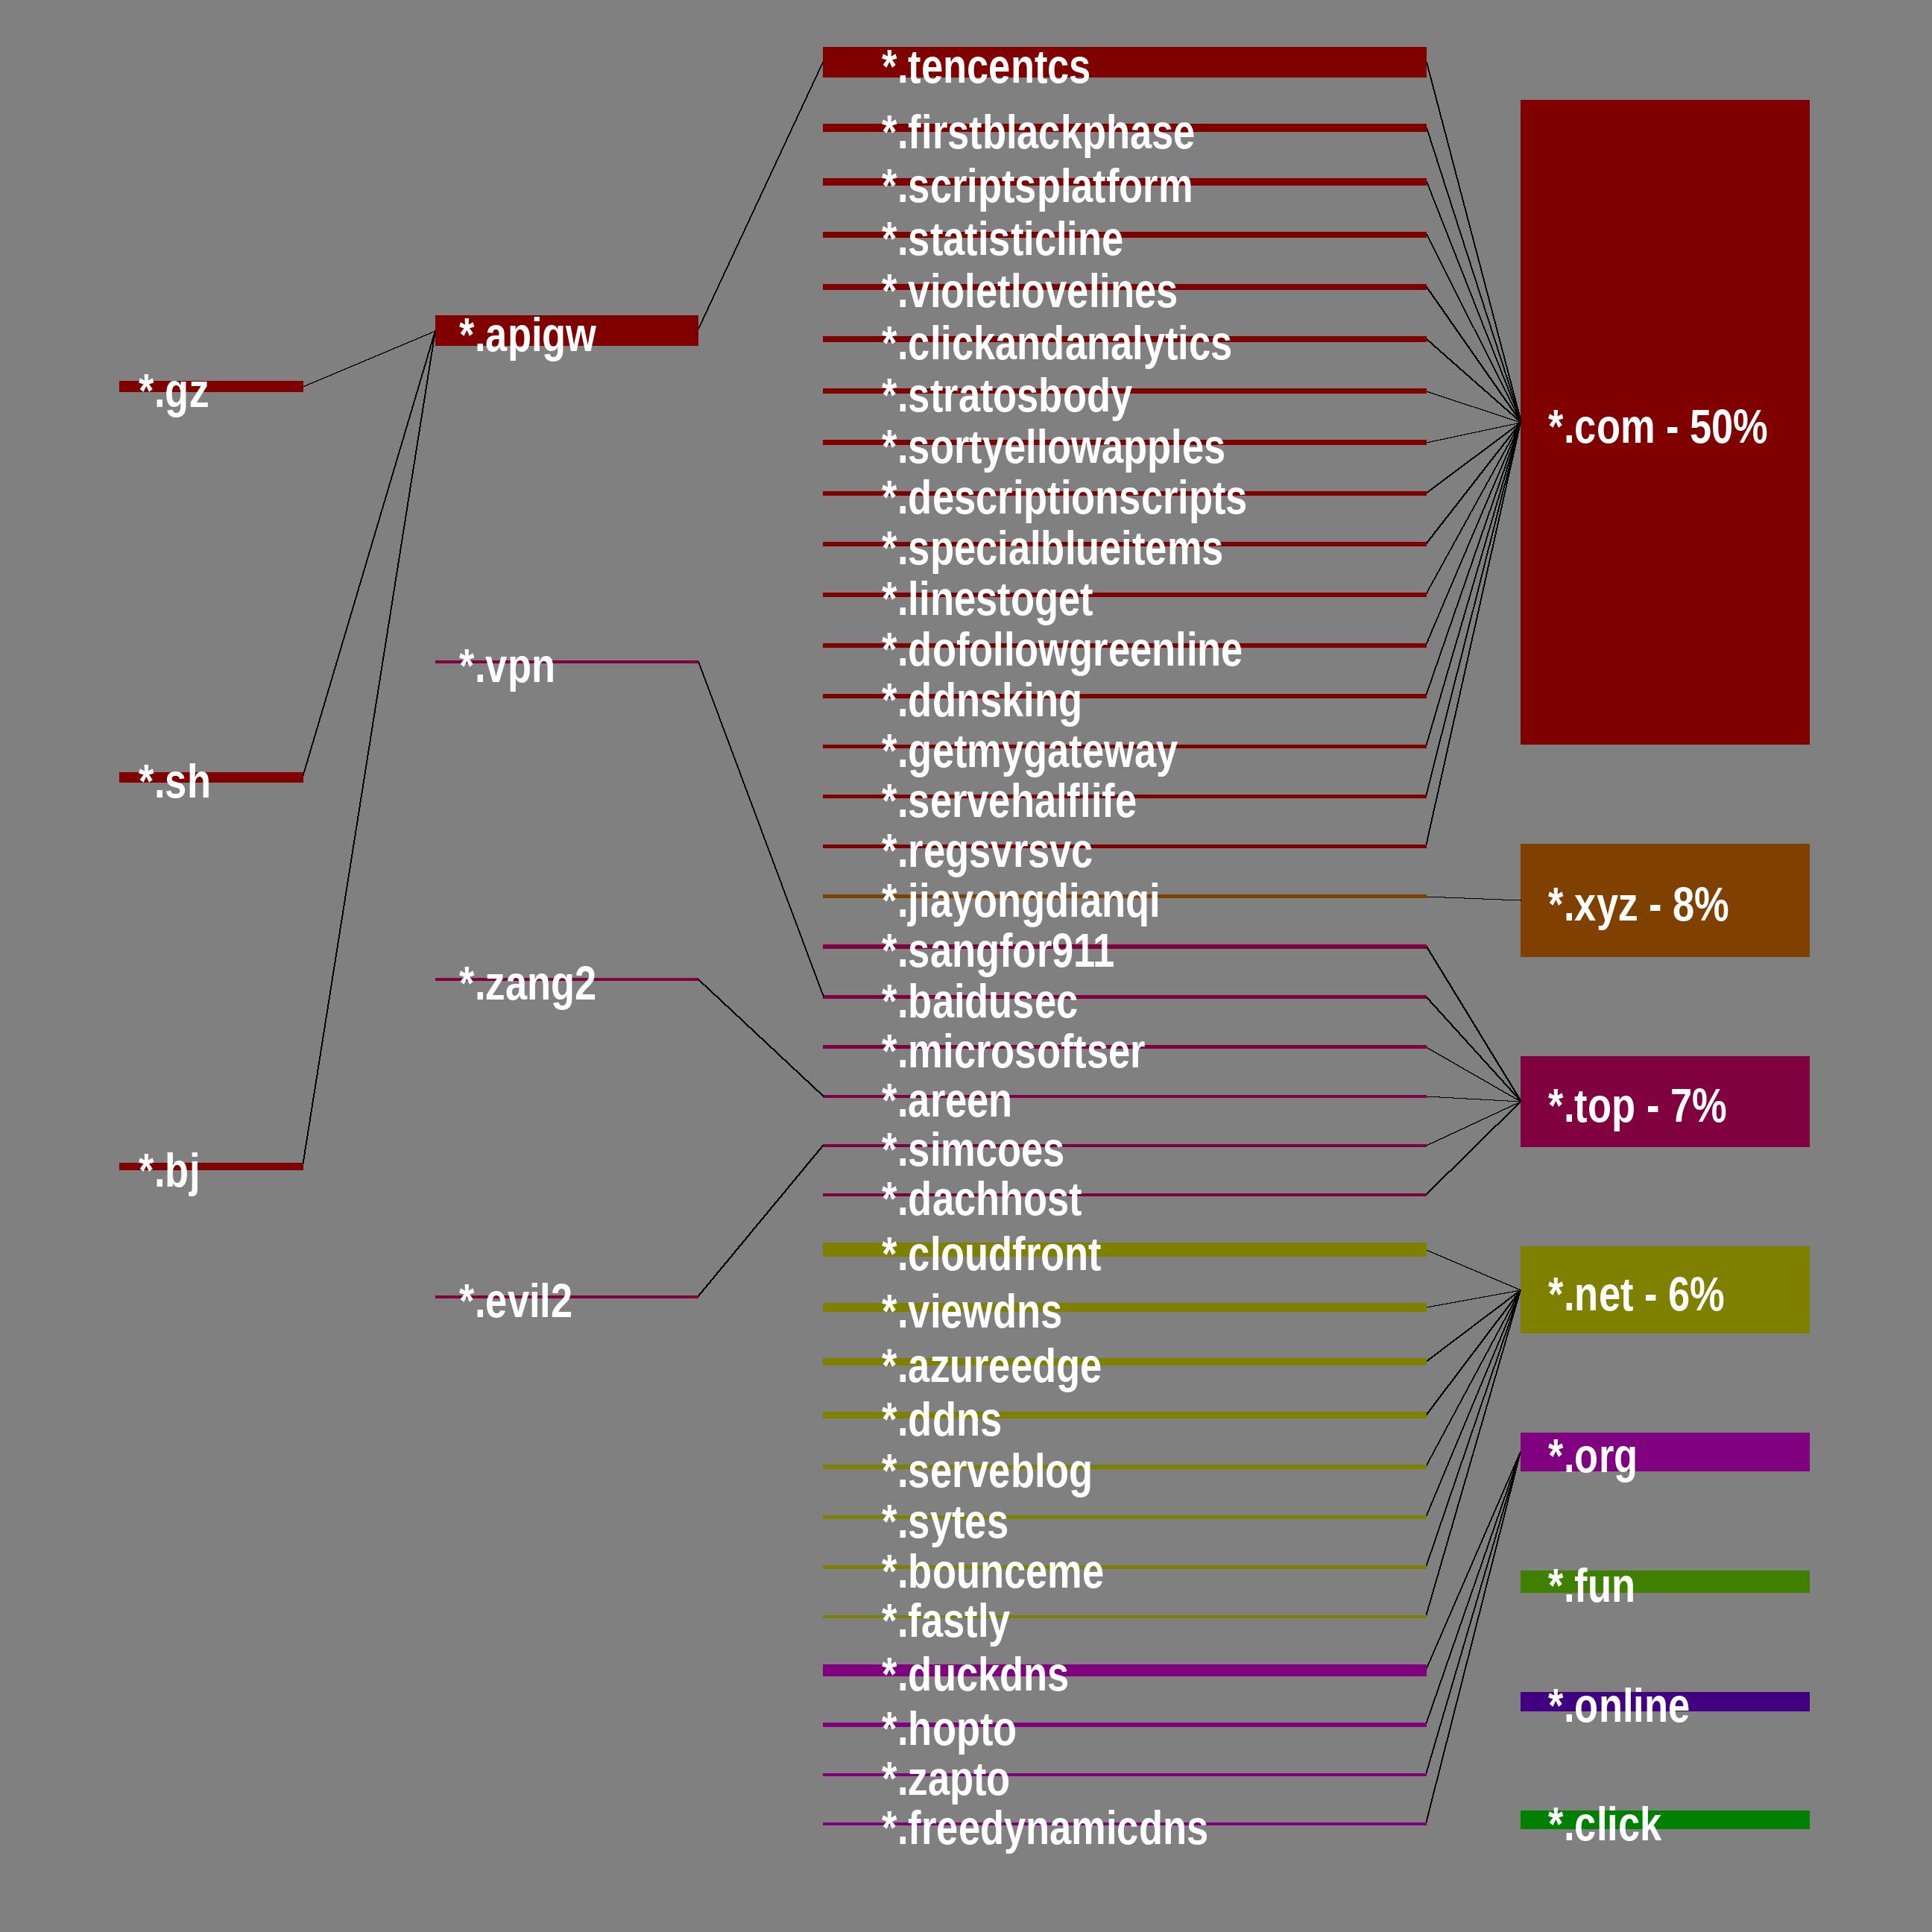 *.gz
*.sh
*.bj
*.apigw
*.vpn
*.zang2
*.evil2
*.tencentcs
*.firstblackphase
*.scriptsplatform
*.statisticline
*.violetlovelines
*.clickandanalytics
*.stratosbody
*.sortyellowapples
*.descriptionscripts
*.specialblueitems
*.linestoget
*.dofollowgreenline
*.ddnsking
*.getmygateway
*.servehalflife
*.regsvrsvc
*.jiayongdianqi
*.sangfor911
*.baidusec
*.microsoftser
*.areen
*.simcoes
*.dachhost
*.cloudfront
*.viewdns
*.azureedge
*.ddns
*.serveblog
*.sytes
*.bounceme
*.fastly
*.duckdns
*.hopto
*.zapto
*.freedynamicdns
*.com - 50%
*.xyz - 8%
*.top - 7%
*.net - 6%
*.org
*.fun
*.online
*.click